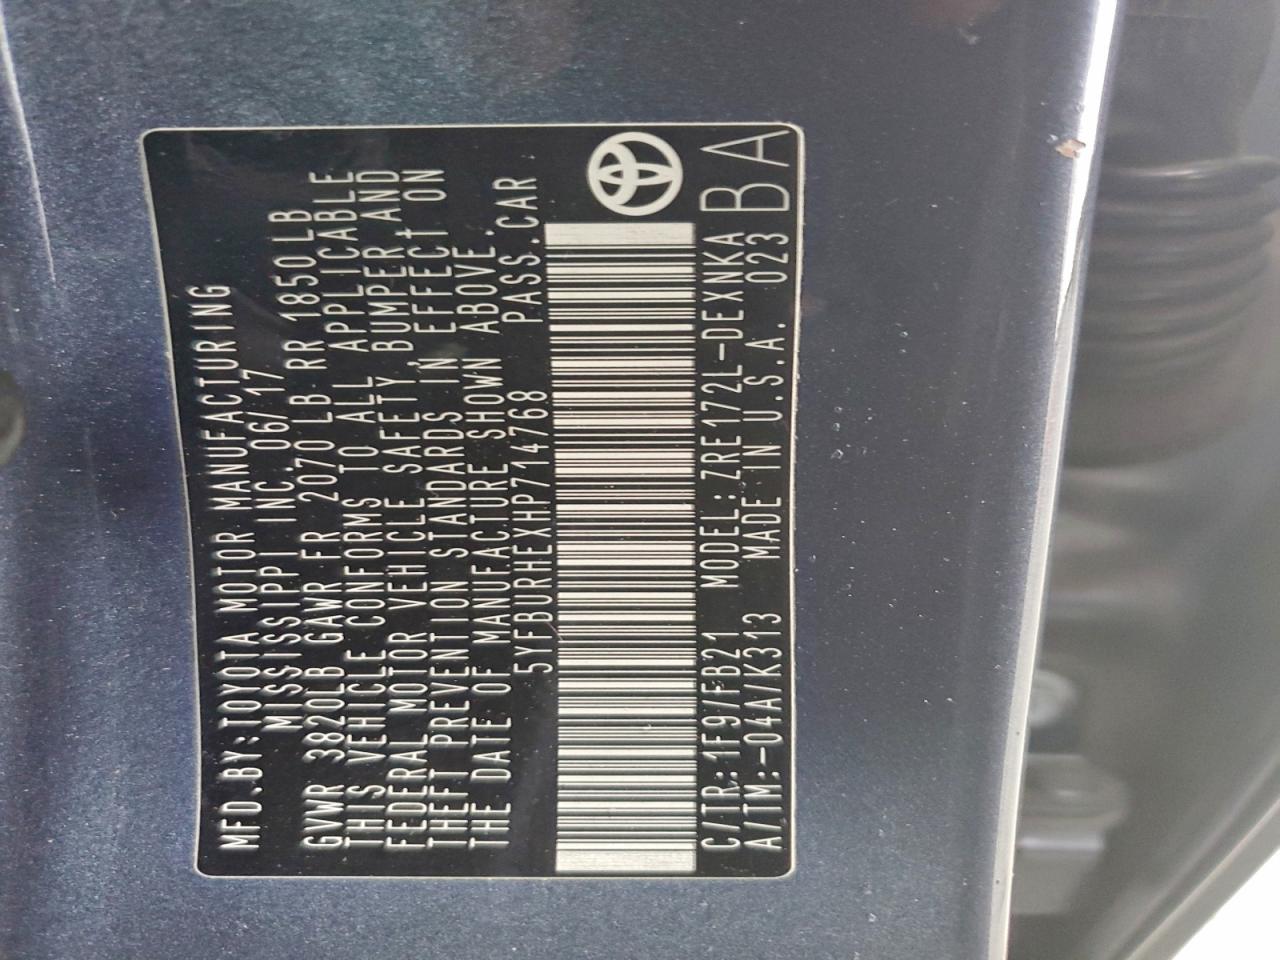 MFD.BY:TOYOTA MOTOR MANUFACTURING
MISSISSIPPI INC. 06/17
GVWR 3820LB GAWR FR 2070 LB RR 1850LB
THIS VEHICLE CONFORMS TO ALL APPLICABLE
FEDERAL MOTOR VEHICLE SAFETY,BUMPER AND
THEFT PREVENTION STANDARDS IN EFFECT ON
THE DATE OF MANUFACTURE SHOWN ABOVE.
5YFBURHEXHP714768 PASS.CAR
C/TR:1F9/FB21 MODEL:ZRE172L-DEXNKA
A/TM:-04A/K313 MADE IN U.S.A. 023
BA